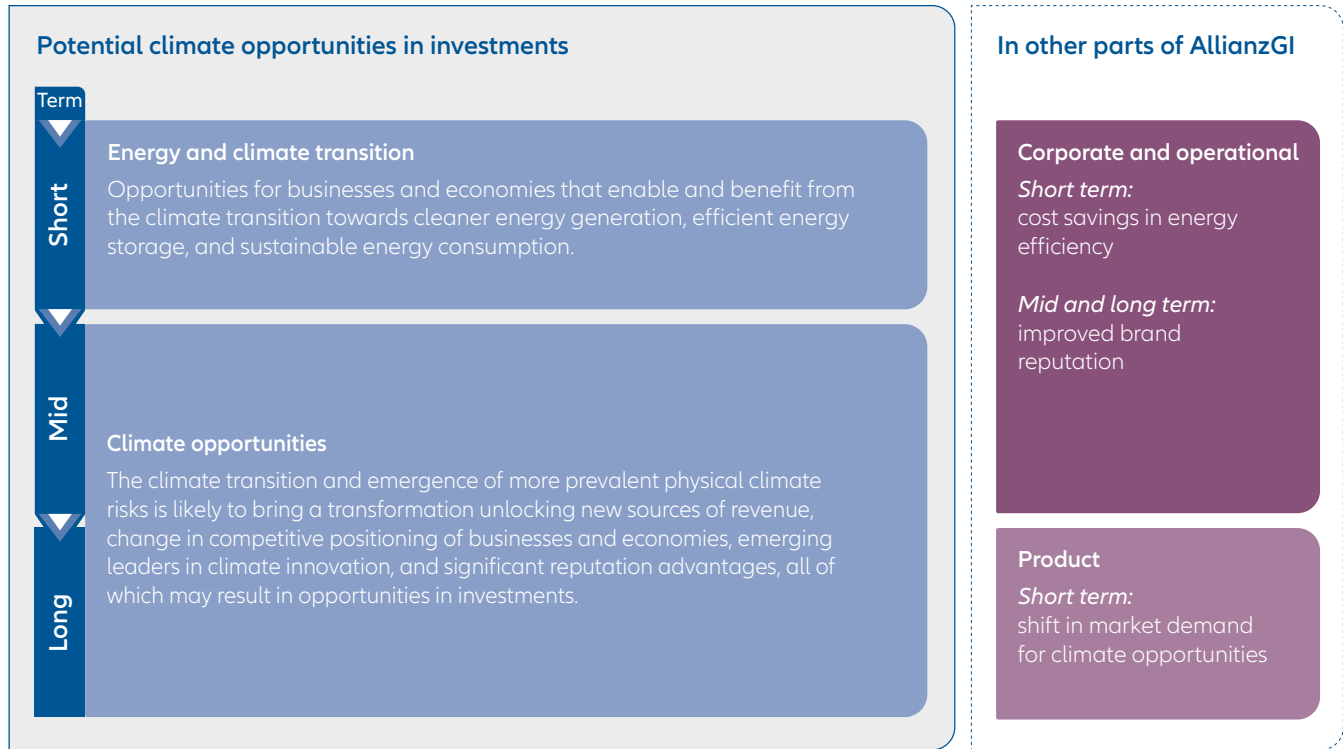 Potential climate opportunities in investments
Term
Short
Energy and climate transition
Opportunities for businesses and economies that enable and benefit from
the climate transition towards cleaner energy generation, efficient energy
storage, and sustainable energy consumption.
Mid
Long
Climate opportunities
The climate transition and emergence of more prevalent physical climate
risks is likely to bring a transformation unlocking new sources of revenue,
change in competitive positioning of businesses and economies, emerging
leaders in climate innovation, and significant reputation advantages, all of
which may result in opportunities in investments.
In other parts of AllianzGI
Corporate and operational
Short term:
cost savings in energy
efficiency
Mid and long term:
improved brand
reputation
Product
Short term:
shift in market demand
for climate opportunities